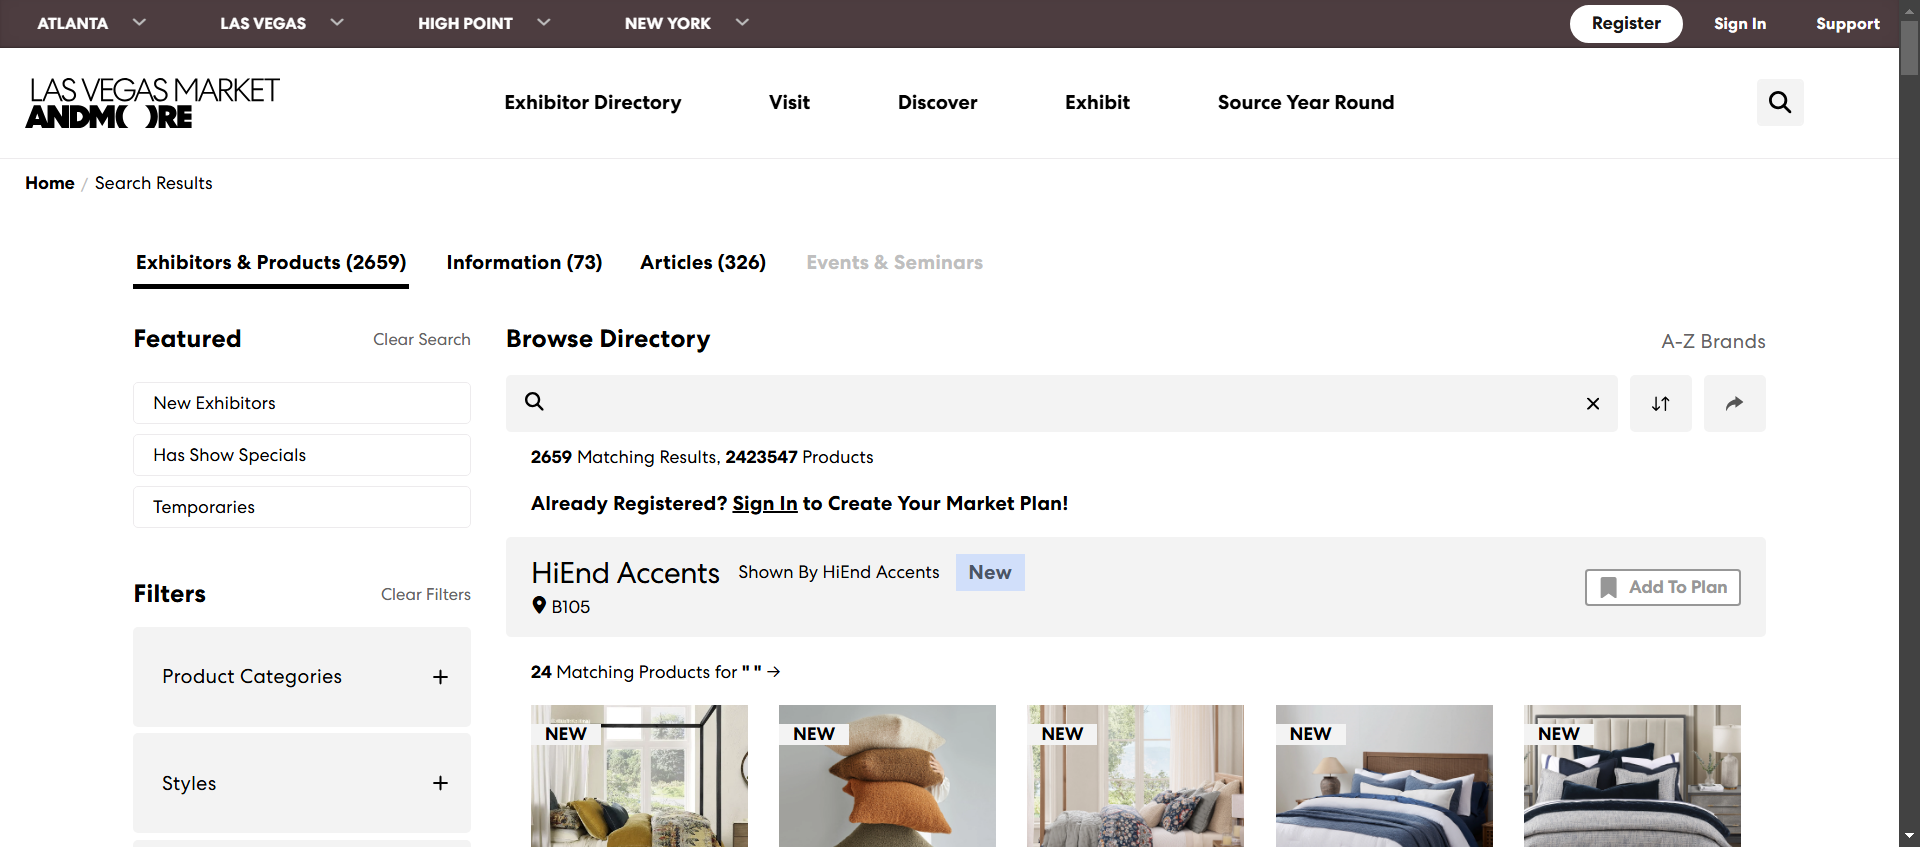 ATLANTA
LAS VEGAS
HIGH POINT
NEW YORK
Register
Sign In
Support
LAS VEGAS MARKET
ANDMORE
Exhibitor Directory
Visit
Discover
Exhibit
Source Year Round
Home / Search Results
Exhibitors & Products (2659)
Information (73)
Articles (326)
Events & Seminars
Featured
Clear Search
New Exhibitors
Has Show Specials
Temporaries
Filters
Clear Filters
Product Categories
Styles
Browse Directory
A-Z Brands
2659 Matching Results, 2423547 Products
Already Registered? Sign In to Create Your Market Plan!
HiEnd Accents
Shown By HiEnd Accents
New
B105
Add To Plan
24 Matching Products for " "
NEW
NEW
NEW
NEW
NEW